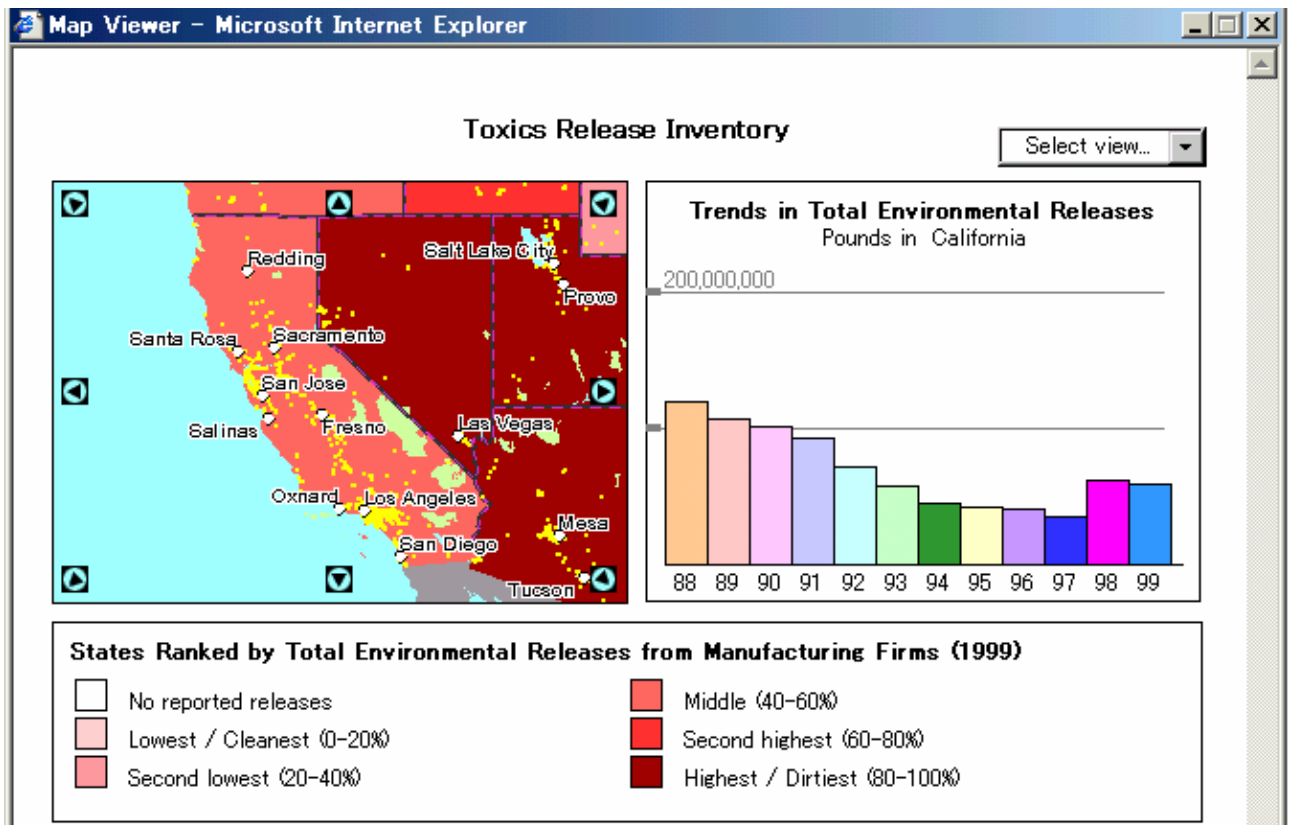 Map Viewer - Microsoft Internet Explorer
Toxics Release Inventory
Select view...
Redding
Salt Lake City
Provo
Santa Rosa
Sacramento
San Jose
Salinas
Fresno
Las Vegas
Oxnard
Los Angeles
Mesa
San Diego
Tucson
Trends in Total Environmental Releases
Pounds in California
200,000,000
88 89 90 91 92 93 94 95 96 97 98 99
States Ranked by Total Environmental Releases from Manufacturing Firms (1999)
No reported releases
Lowest / Cleanest (0-20%)
Second lowest (20-40%)
Middle (40-60%)
Second highest (60-80%)
Highest / Dirtiest (80-100%)